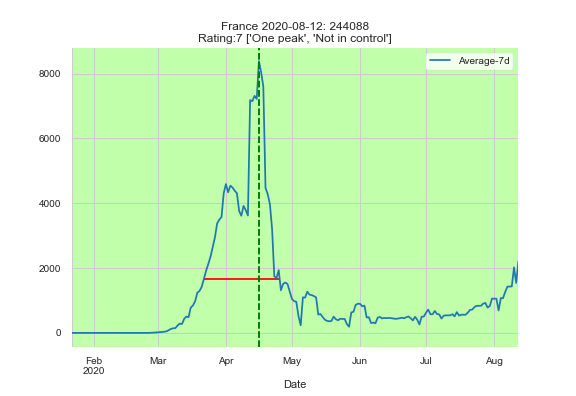 France 2020-08-12: 244088
Rating:7 ['One peak', 'Not in control']
Average-7d
8000
6000
4000
2000
0
Feb
2020
Mar
Apr
May
Jun
Jul
Aug
Date